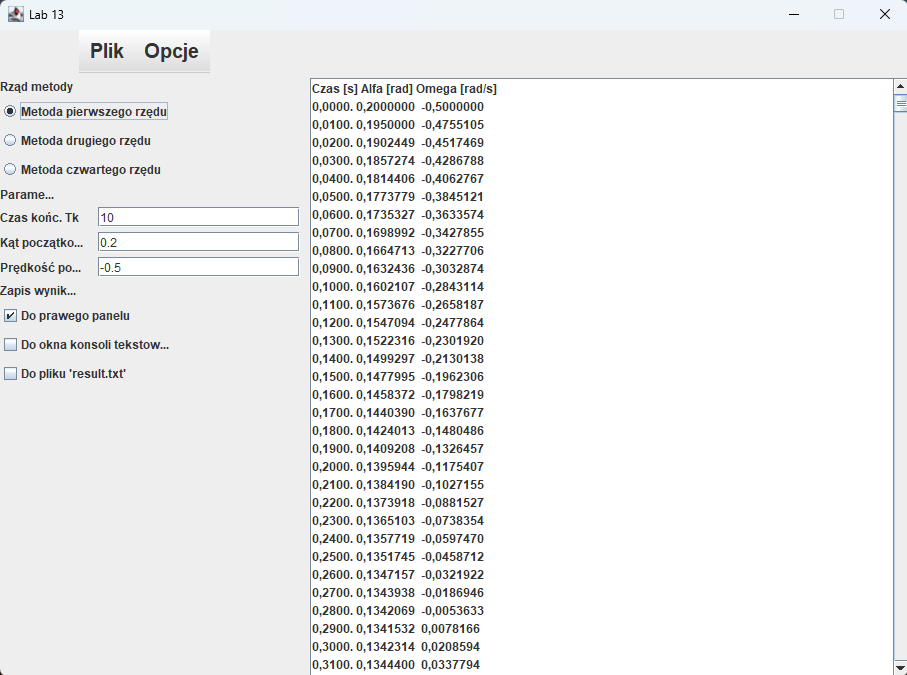 Lab 13
Plik Opcje
Rząd metody
Metoda pierwszego rzędu
Metoda drugiego rzędu
Metoda czwartego rzędu
Parame...
Czas końc. Tk 10
Kąt początko... 0.2
Prędkość po... -0.5
Zapis wynik...
Do prawego panelu
Do okna konsoli tekstow...
Do pliku 'result.txt'
Czas [s] Alfa [rad] Omega [rad/s]
0,0000. 0,2000000 -0,5000000
0,0100. 0,1950000 -0,4755105
0,0200. 0,1902449 -0,4517469
0,0300. 0,1857274 -0,4286788
0,0400. 0,1814406 -0,4062767
0,0500. 0,1773779 -0,3845121
0,0600. 0,1735327 -0,3633574
0,0700. 0,1698992 -0,3427855
0,0800. 0,1664713 -0,3227706
0,0900. 0,1632436 -0,3032874
0,1000. 0,1602107 -0,2843114
0,1100. 0,1573676 -0,2658187
0,1200. 0,1547094 -0,2477864
0,1300. 0,1522316 -0,2301920
0,1400. 0,1499297 -0,2130138
0,1500. 0,1477995 -0,1962306
0,1600. 0,1458372 -0,1798219
0,1700. 0,1440390 -0,1637677
0,1800. 0,1424013 -0,1480486
0,1900. 0,1409208 -0,1326457
0,2000. 0,1395944 -0,1175407
0,2100. 0,1384190 -0,1027155
0,2200. 0,1373918 -0,0881527
0,2300. 0,1365103 -0,0738354
0,2400. 0,1357719 -0,0597470
0,2500. 0,1351745 -0,0458712
0,2600. 0,1347157 -0,0321922
0,2700. 0,1343938 -0,0186946
0,2800. 0,1342069 -0,0053633
0,2900. 0,1341532 0,0078166
0,3000. 0,1342314 0,0208594
0,3100. 0,1344400 0,0337794